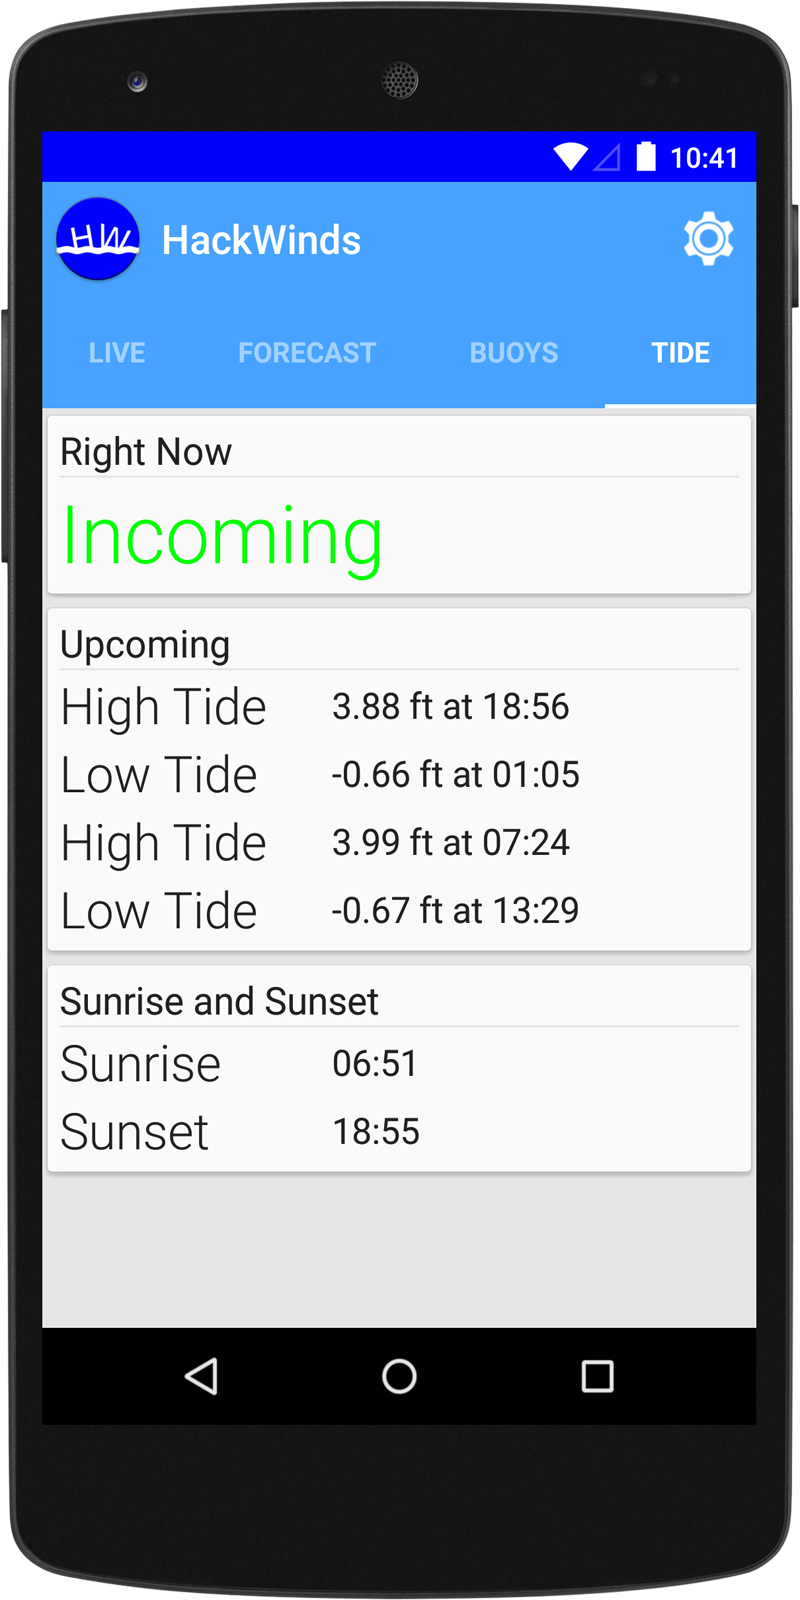 10:41
HW HackWinds
LIVE FORECAST BUOYS TIDE
Right Now
Incoming
Upcoming
High Tide 3.88 ft at 18:56
Low Tide -0.66 ft at 01:05
High Tide 3.99 ft at 07:24
Low Tide -0.67 ft at 13:29
Sunrise and Sunset
Sunrise 06:51
Sunset 18:55